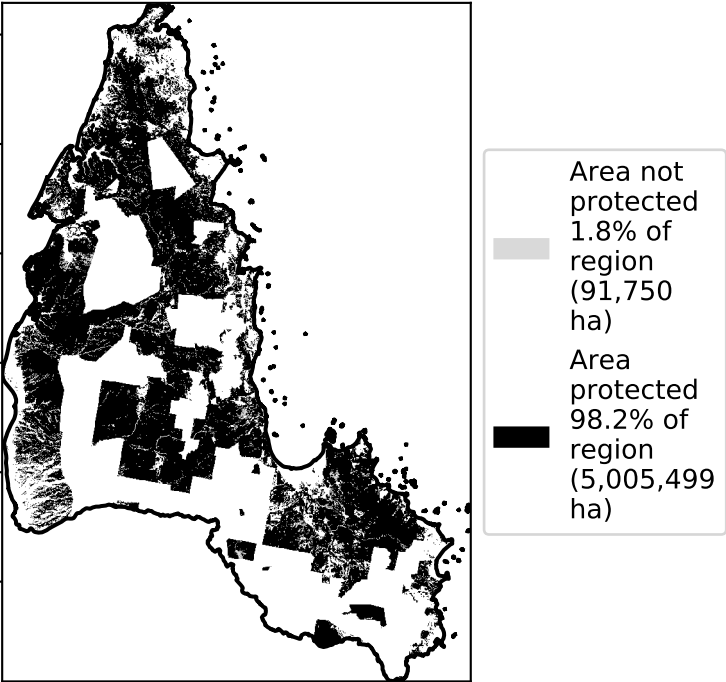 Area not
protected
1.8% of
region
(91,750
ha)
Area
protected
98.2% of
region
(5,005,499
ha)